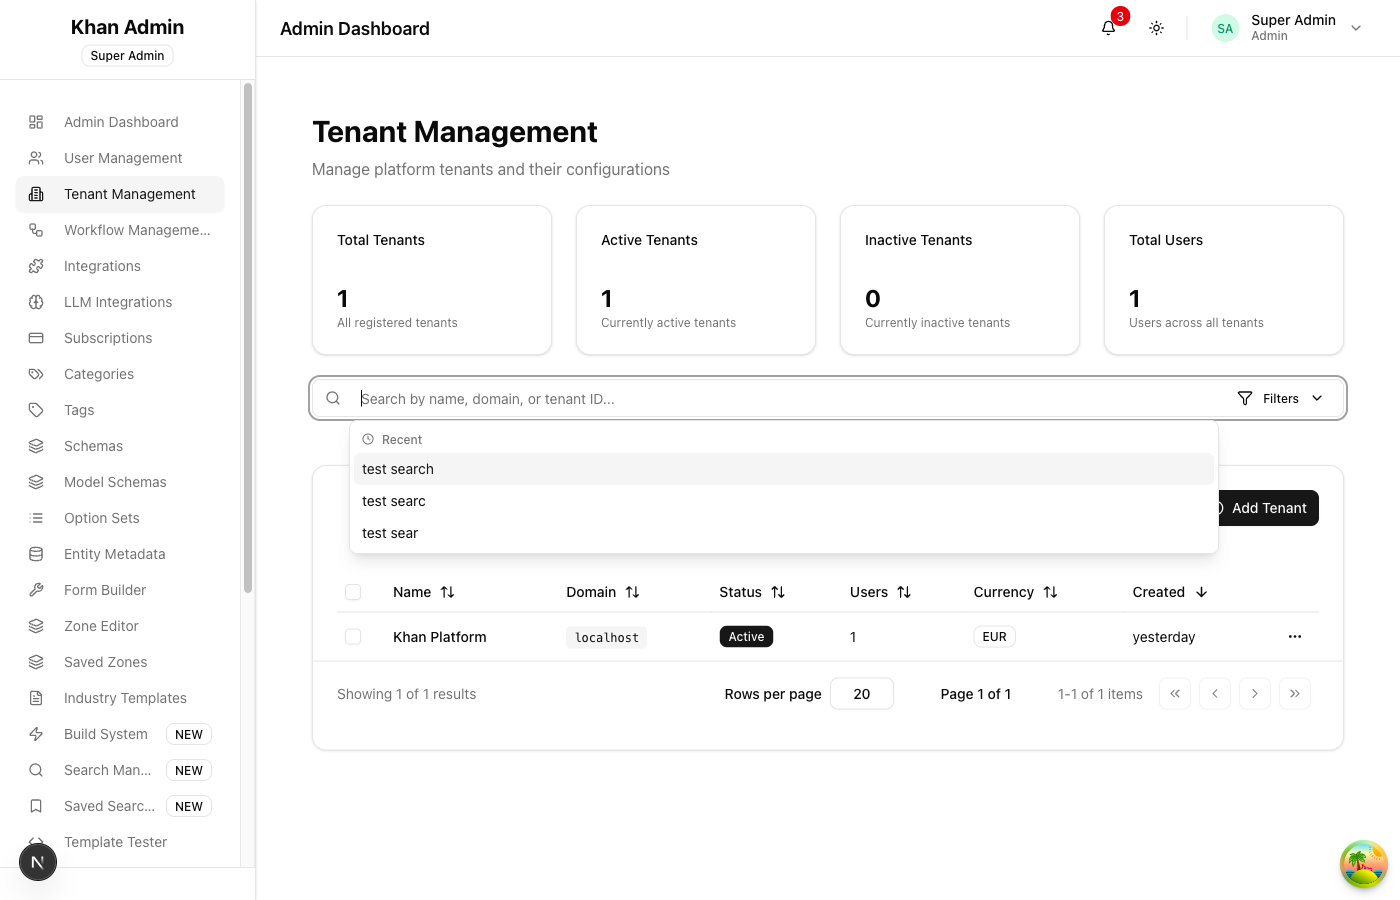 Khan Admin
Super Admin
Admin Dashboard
User Management
Tenant Management
Workflow Manageme...
Integrations
LLM Integrations
Subscriptions
Categories
Tags
Schemas
Model Schemas
Option Sets
Entity Metadata
Form Builder
Zone Editor
Saved Zones
Industry Templates
Build System NEW
Search Man... NEW
Saved Searc... NEW
Template Tester
N
Admin Dashboard
3
SA
Super Admin
Admin
Tenant Management
Manage platform tenants and their configurations
Total Tenants
1
All registered tenants
Active Tenants
1
Currently active tenants
Inactive Tenants
0
Currently inactive tenants
Total Users
1
Users across all tenants
Search by name, domain, or tenant ID...
Filters
Recent
test search
test searc
test sear
Add Tenant
Name Domain Status Users Currency Created
Khan Platform localhost Active 1 EUR yesterday
Showing 1 of 1 results Rows per page 20 Page 1 of 1 1-1 of 1 items